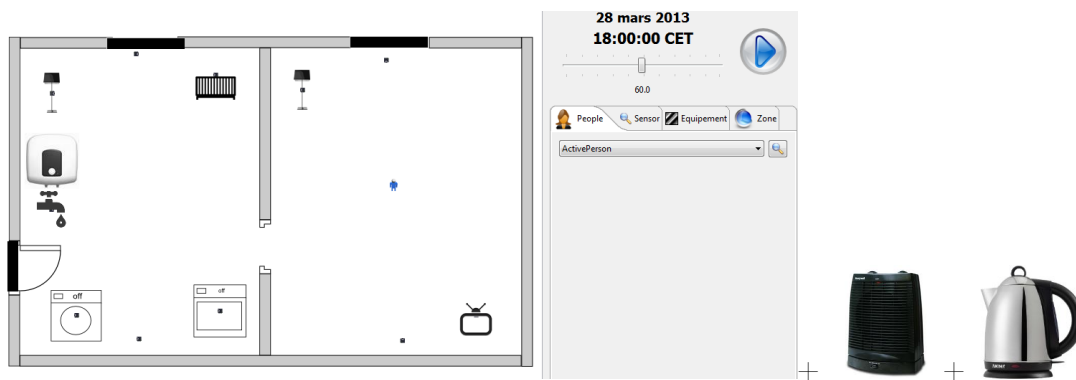 28 mars 2013
18:00:00 CET
60.0
People
Sensor
Equipement
Zone
ActivePerson
off
off